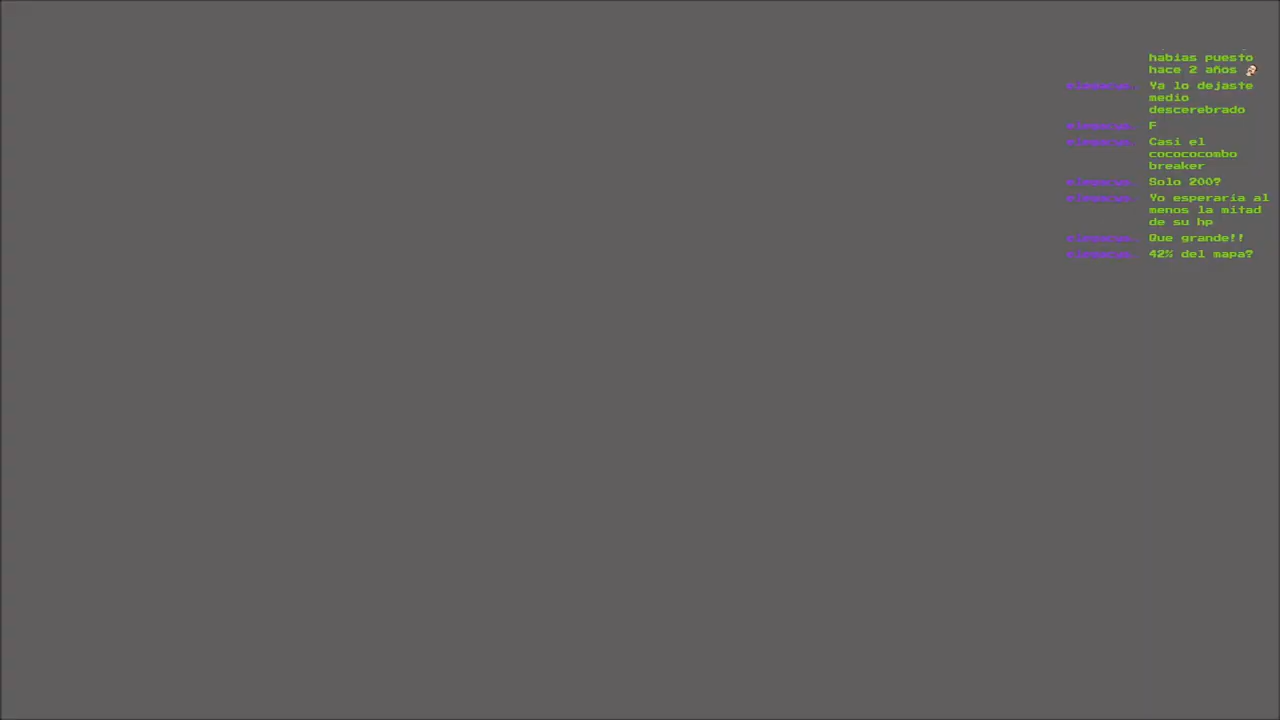 habias puesto
hace 2 años
Ya lo dejaste
medio
descerebrado
F
Casi el
cocococombo
breaker
Solo 200?
Yo esperaria al
menos la mitad
de su hp
Que grande!!
42% del mapa?